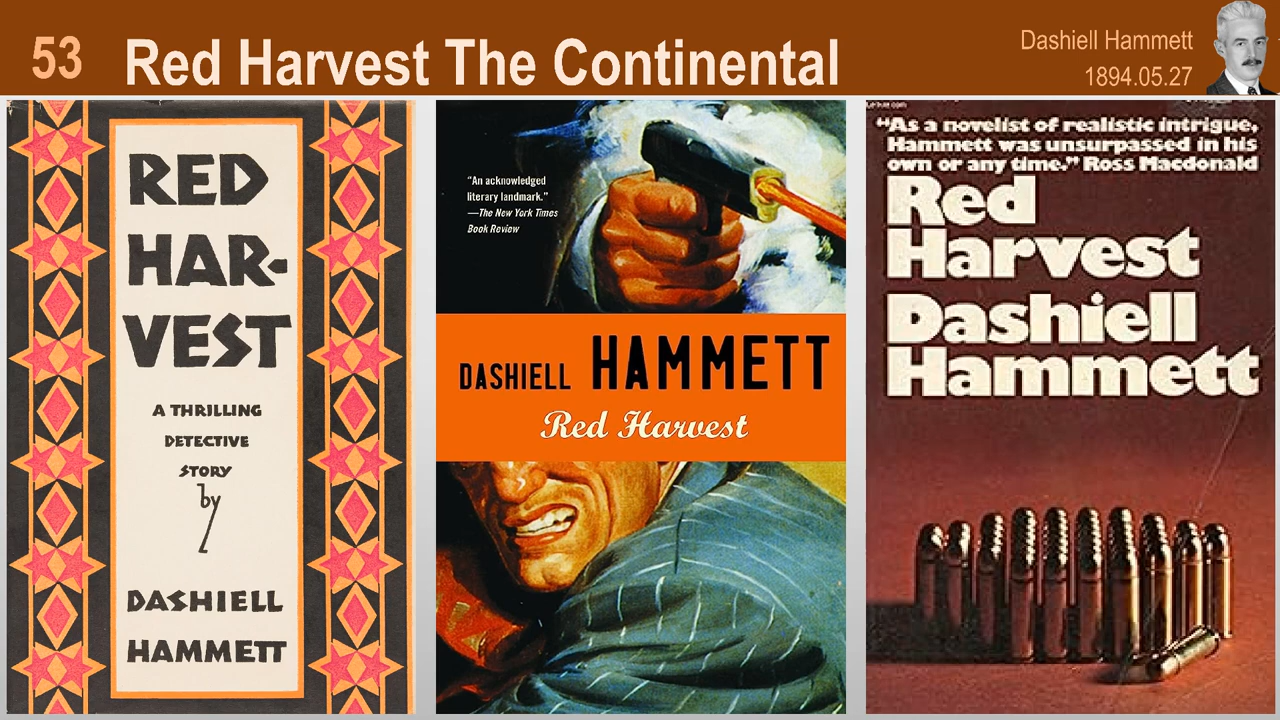 53
Red Harvest The Continental
Dashiell Hammett
1894.05.27
RED
HAR-
VEST
A THRILLING
DETECTIVE
STORY
by
DASHIELL
HAMMETT
“An acknowledged
literary landmark.”
—The New York Times
Book Review
DASHIELL HAMMETT
Red Harvest
“As a novelist of realistic intrigue,
Hammett was unsurpassed in his
own or any time.” Ross Macdonald
Red
Harvest
Dashiell
Hammett